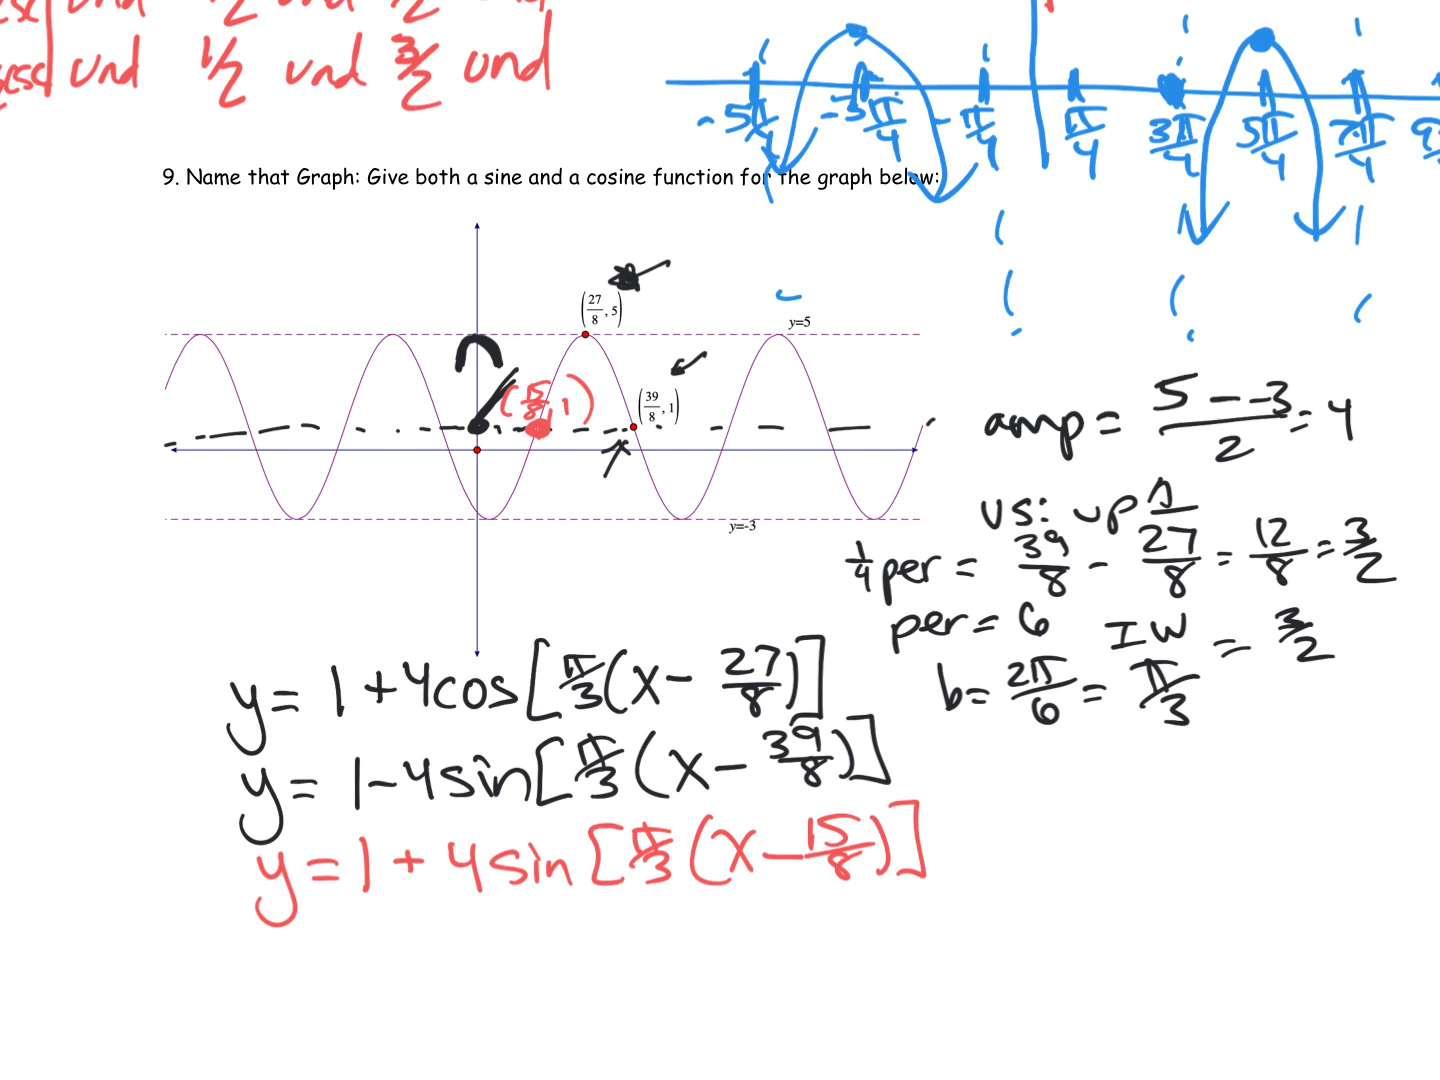 und 1/2 und 3/2 und
-5π/4 -3π/4 -π/4 π/4 3π/4 5π/4 7π/4
9. Name that Graph: Give both a sine and a cosine function for the graph below:
(27/8, 5)
y=5
(39/8, 1)
(15/8, 1)
y=-3
amp = (5 - -3)/2 = 4
VS: up 1
1/4 per = 39/8 - 27/8 = 12/8 = 3/2
per = 6 IW = 3/2
b = 2π/6 = π/3
y = 1 + 4cos[π/3(x - 27/8)]
y = 1 - 4sin[π/3(x - 39/8)]
y = 1 + 4sin[π/3(x - 15/8)]